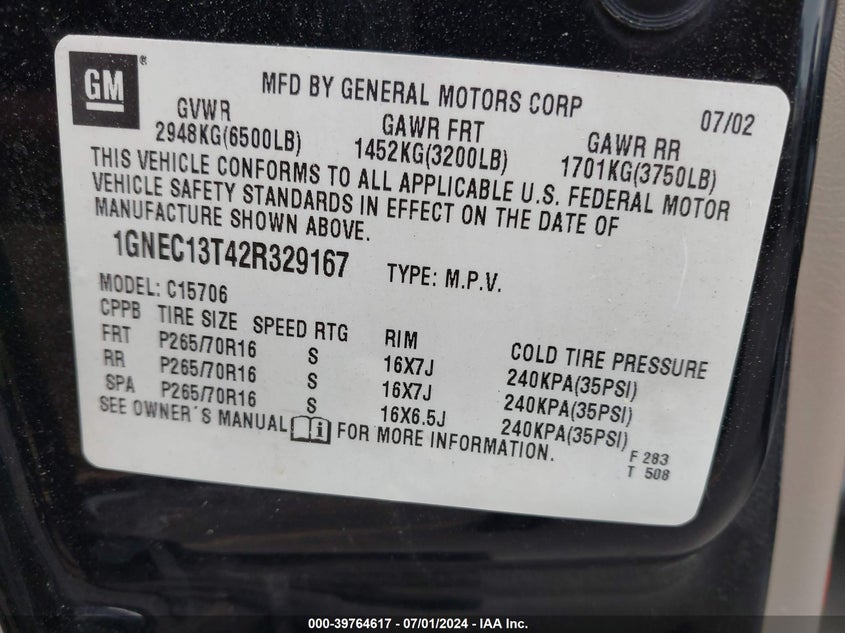 GM®
MFD BY GENERAL MOTORS CORP 07/02
GVWR GAWR FRT GAWR RR
2948KG(6500LB) 1452KG(3200LB) 1701KG(3750LB)
THIS VEHICLE CONFORMS TO ALL APPLICABLE U.S. FEDERAL MOTOR
VEHICLE SAFETY STANDARDS IN EFFECT ON THE DATE OF
MANUFACTURE SHOWN ABOVE.
1GNEC13T42R329167 TYPE: M.P.V.
MODEL: C15706
CPPB TIRE SIZE SPEED RTG RIM COLD TIRE PRESSURE
FRT P265/70R16 S 16X7J 240KPA(35PSI)
RR P265/70R16 S 16X7J 240KPA(35PSI)
SPA P265/70R16 S 16X6.5J 240KPA(35PSI)
SEE OWNER´S MANUAL i FOR MORE INFORMATION.
F 283
T 508
000-39764617 - 07/01/2024 - IAA Inc.